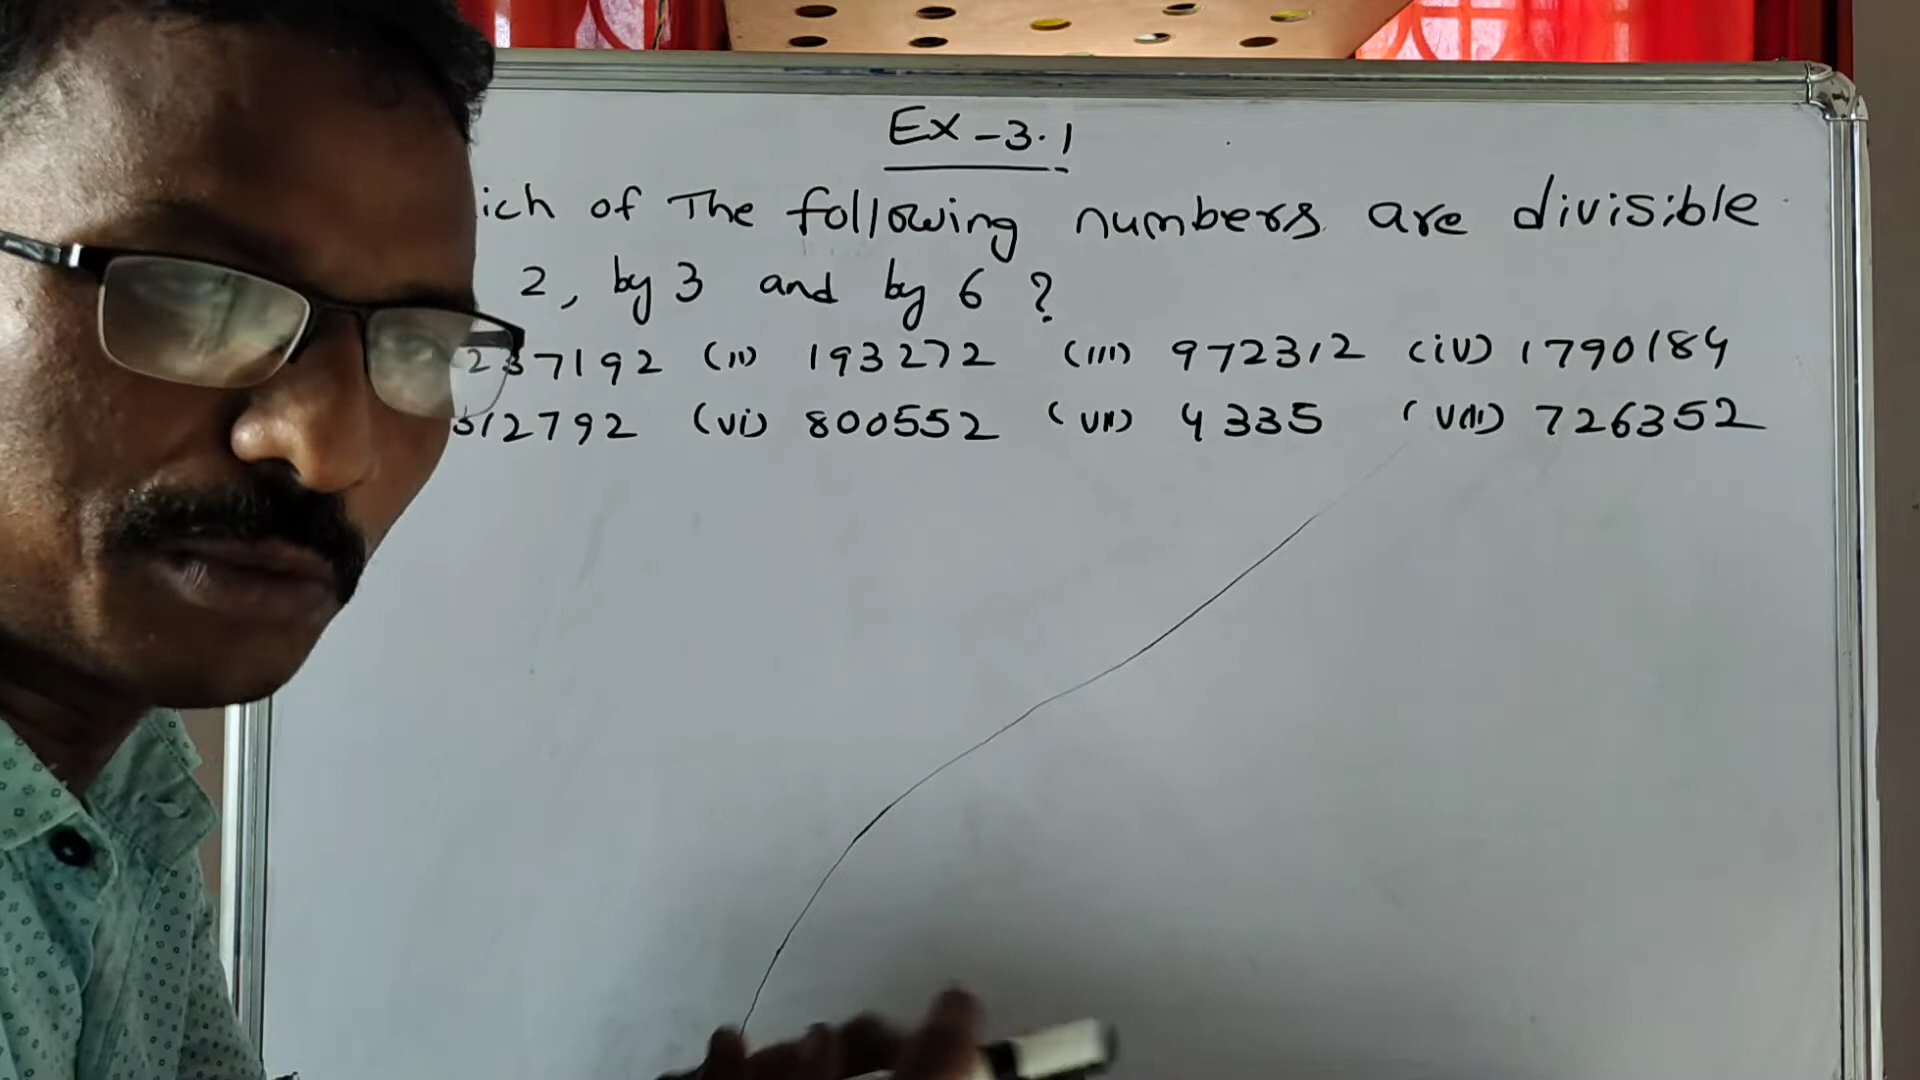 Ex-3.1
ich of The following numbers are divisible
2, by 3 and by 6 ?
237192 (ii) 193272 (iii) 972312 (iv) 1790184
312792 (vi) 800552 (vii) 4335 (viii) 726352